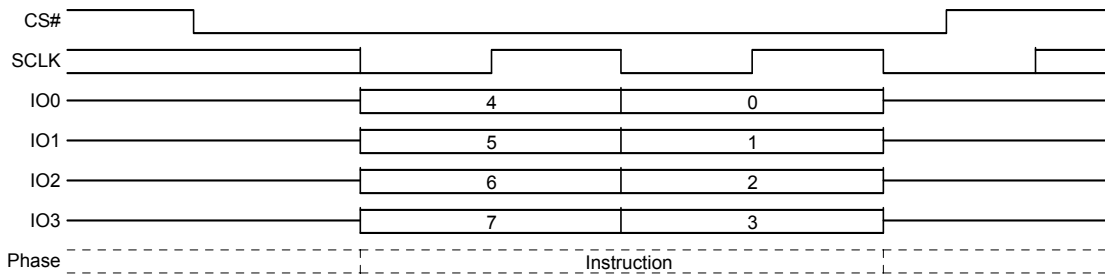 CS#
SCLK
IO0 4 0
IO1 5 1
IO2 6 2
IO3 7 3
Phase Instruction